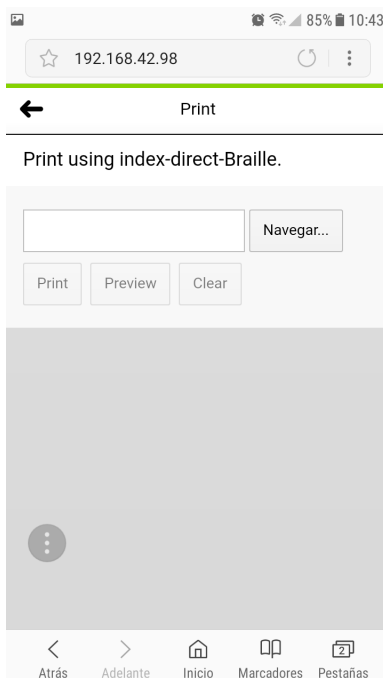 85% 10:43
192.168.42.98
Print
Print using index-direct-Braille.
Navegar...
Print Preview Clear
2
Atrás Adelante Inicio Marcadores Pestañas